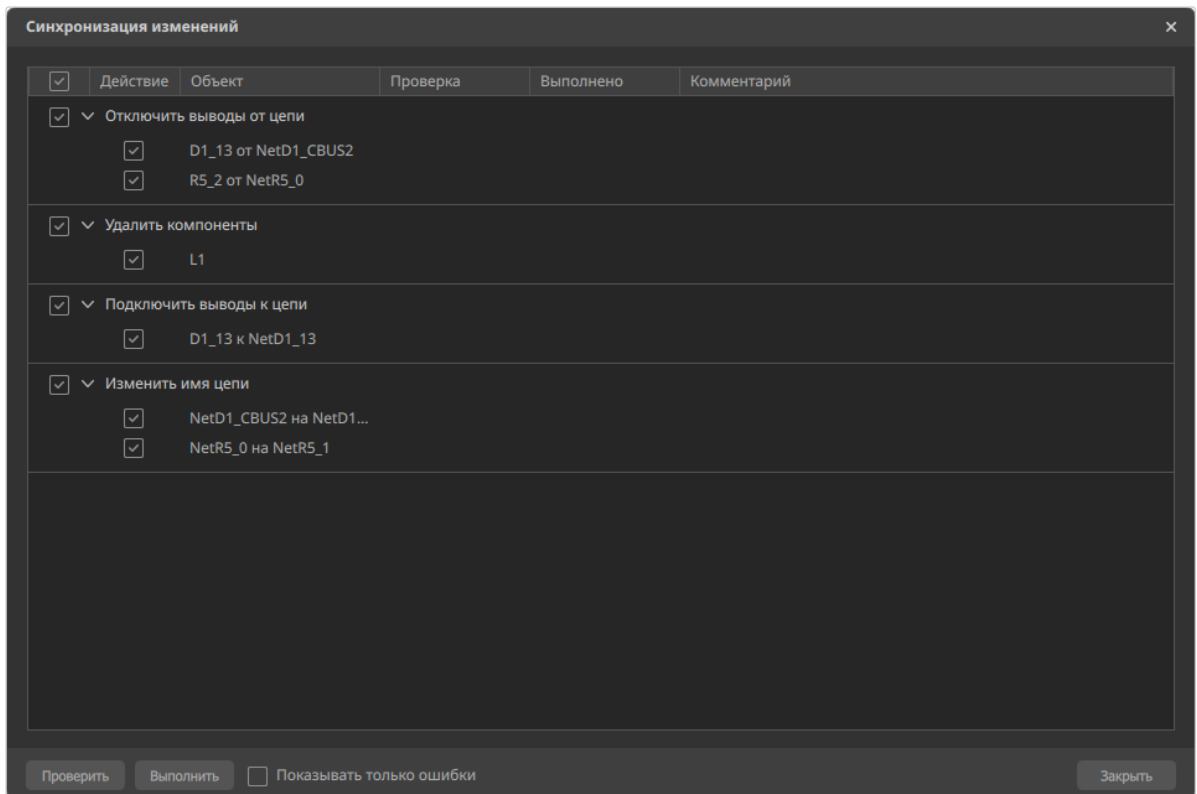 Синхронизация изменений
Действие Объект Проверка Выполнено Комментарий
Отключить выводы от цепи
D1_13 от NetD1_CBUS2
R5_2 от NetR5_0
Удалить компоненты
L1
Подключить выводы к цепи
D1_13 к NetD1_13
Изменить имя цепи
NetD1_CBUS2 на NetD1...
NetR5_0 на NetR5_1
Проверить Выполнить Показывать только ошибки Закрыть